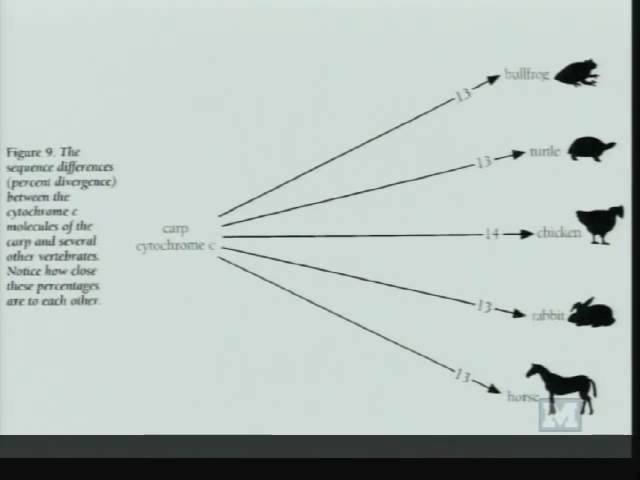 Figure 9. The
sequence differences
(percent divergence)
between the
cytochrome c
molecules of the
carp and several
other vertebrates.
Notice how close
these percentages
are to each other.
carp
cytochrome c
13
bullfrog
13
turtle
14
chicken
13
rabbit
13
horse
M